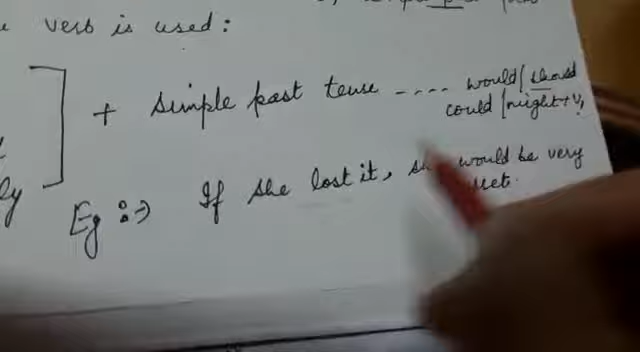 verb is used:
+ simple past tense .... would/should
could/might + V1
ly
Eg :→ If she lost it, she would be very